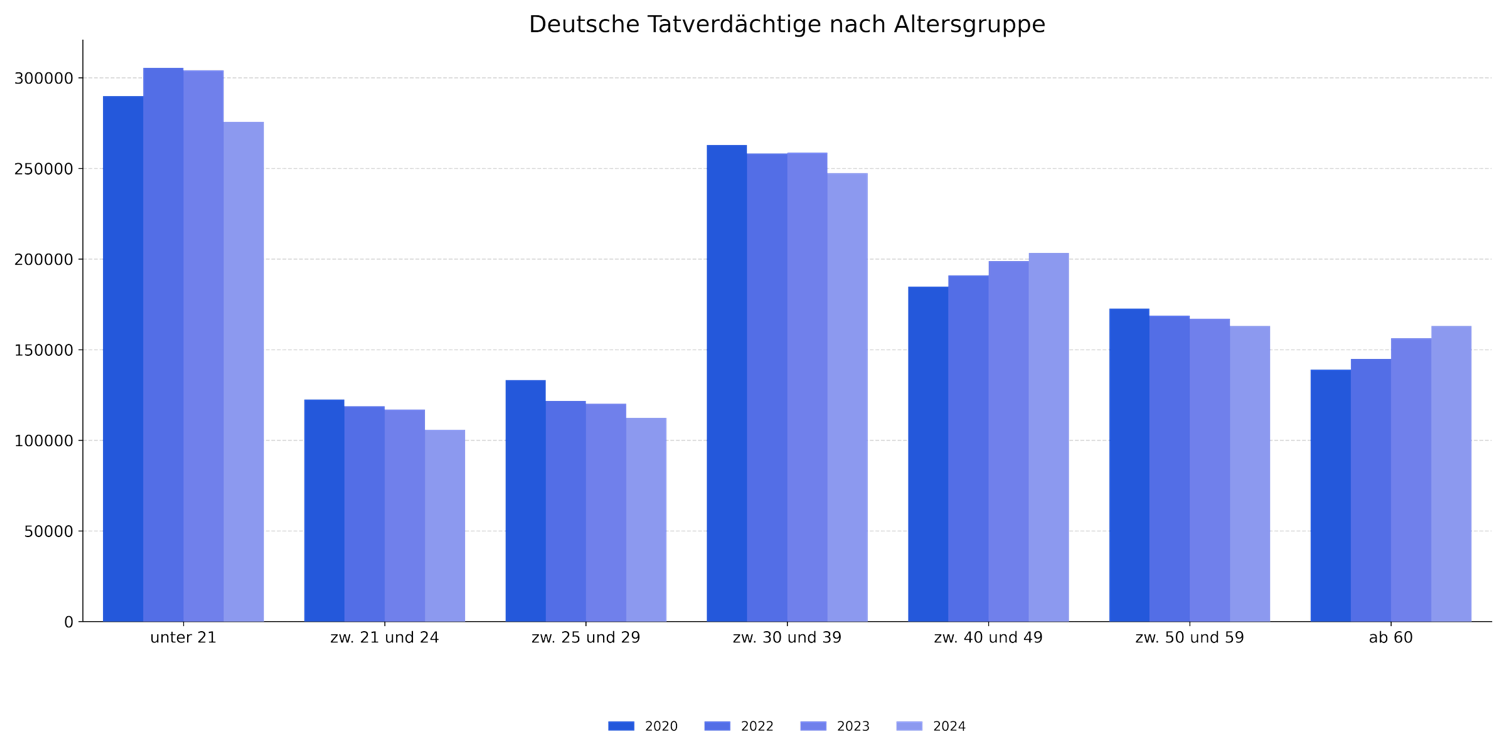 Deutsche Tatverdächtige nach Altersgruppe
300000
250000
200000
150000
100000
50000
0
unter 21
zw. 21 und 24
zw. 25 und 29
zw. 30 und 39
zw. 40 und 49
zw. 50 und 59
ab 60
2020
2022
2023
2024